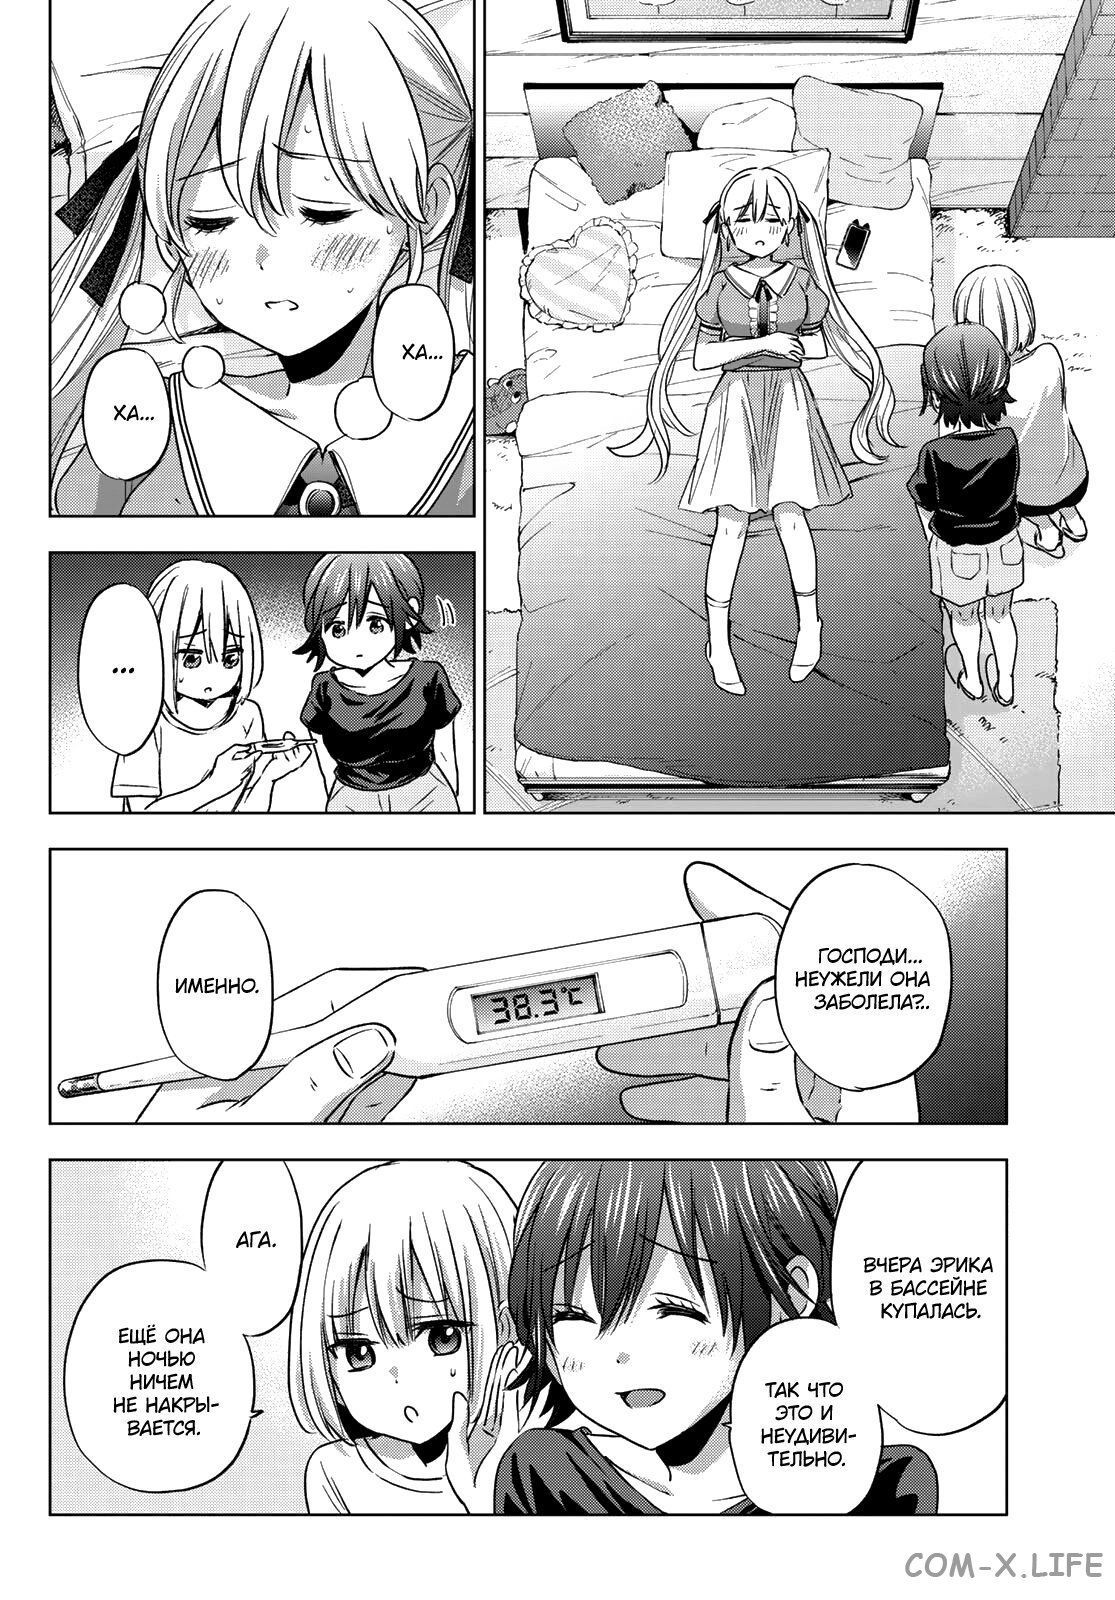 ХА...
ХА...
...
ГОСПОДИ...
НЕУЖЕЛИ ОНА
ЗАБОЛЕЛА?..
38.3°C
ИМЕННО.
ВЧЕРА ЭРИКА
В БАССЕЙНЕ
КУПАЛАСЬ.
ТАК ЧТО
ЭТО И
НЕУДИВИ-
ТЕЛЬНО.
АГА.
ЕЩЁ ОНА
НОЧЬЮ
НИЧЕМ
НЕ НАКРЫ-
ВАЕТСЯ.
COM-X.LIFE